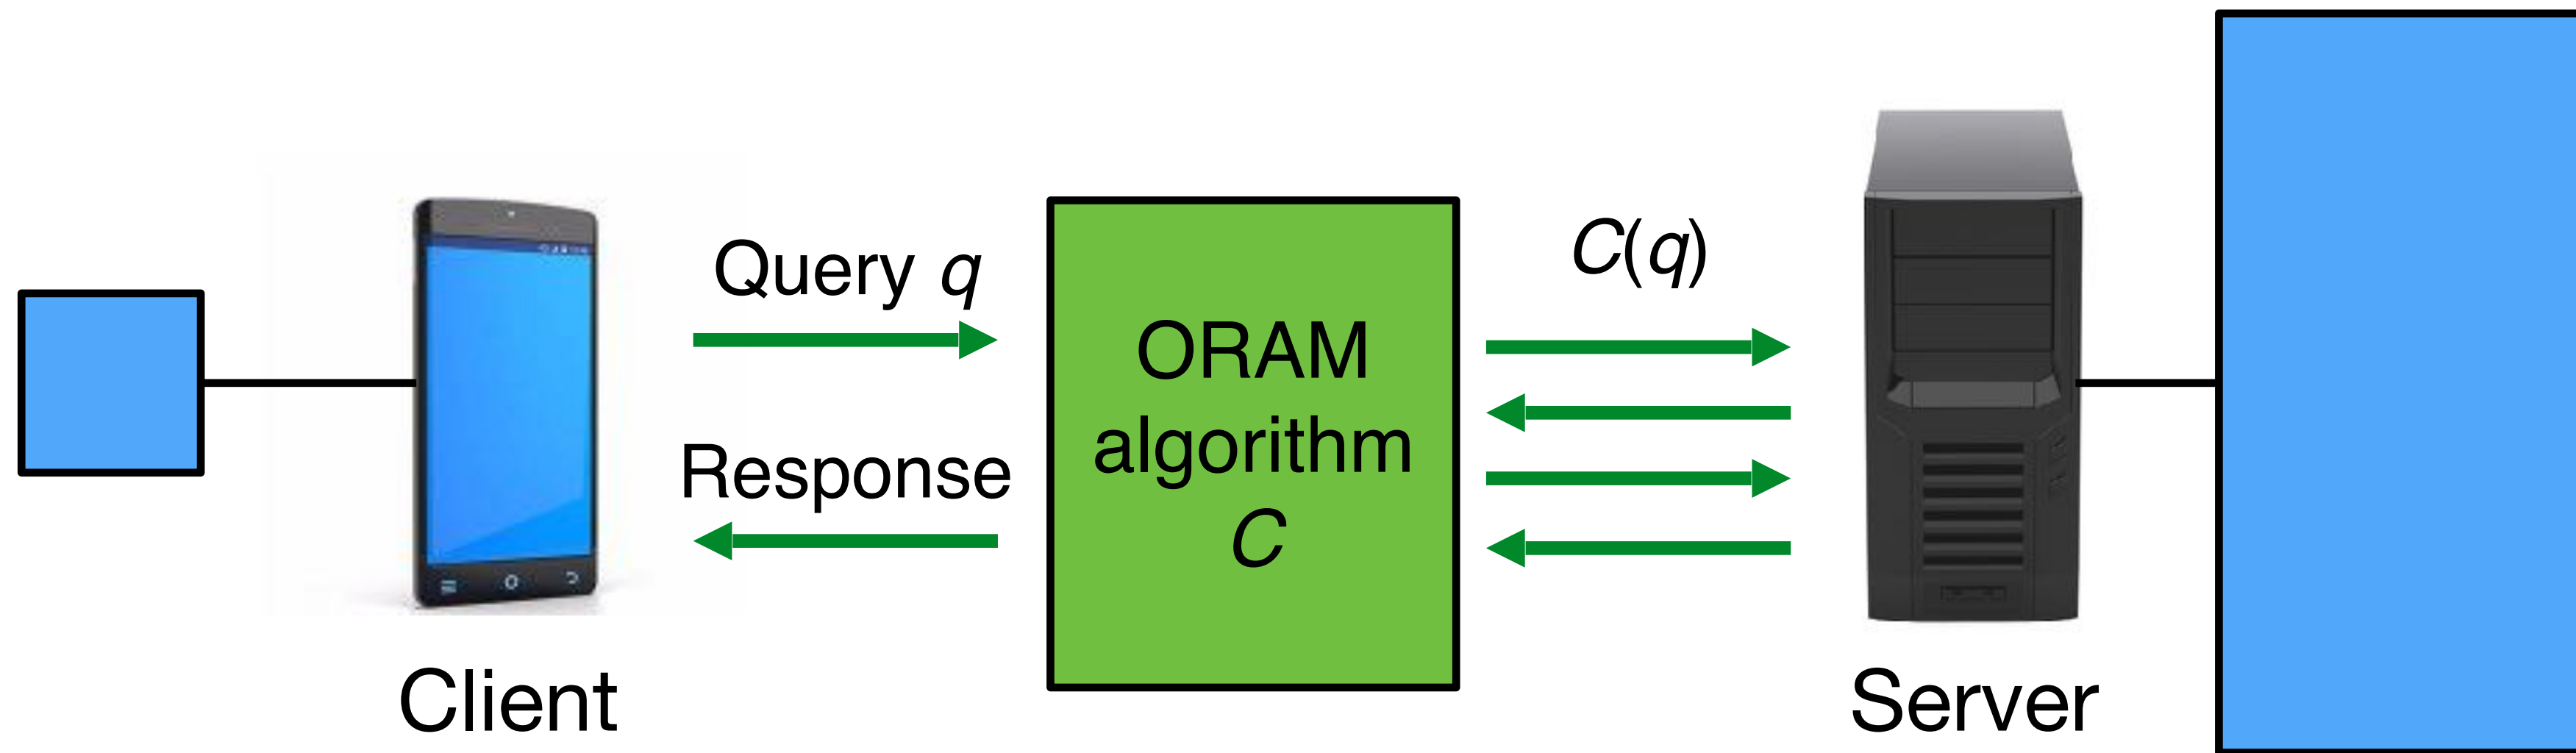 Query q
Response
ORAM
algorithm
C
C(q)
Client
Server